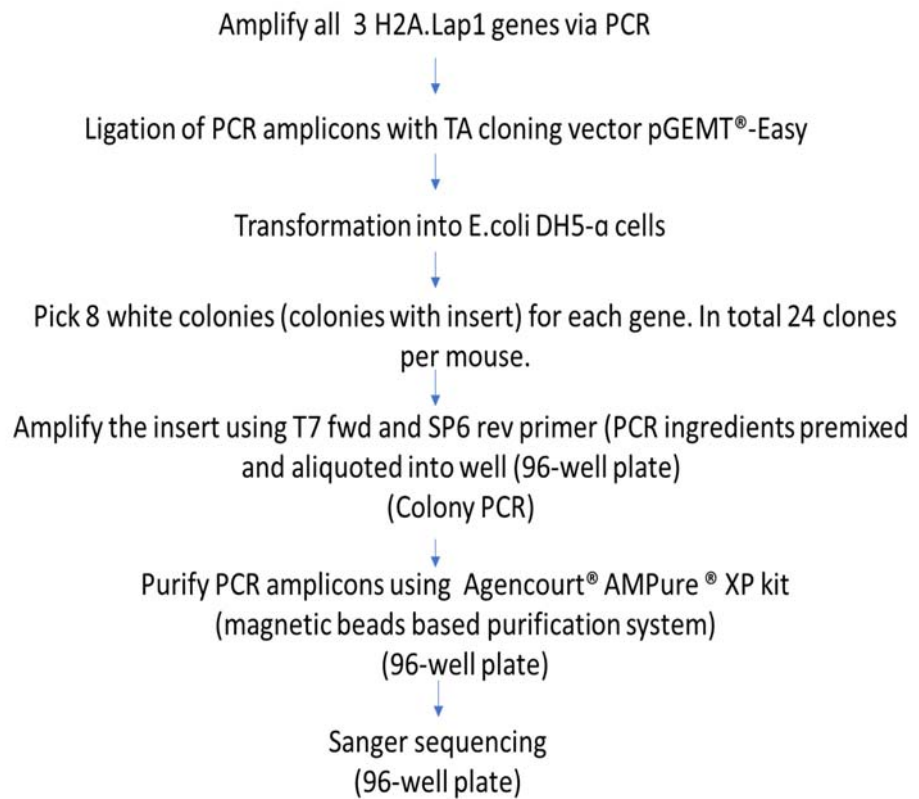 Amplify all 3 H2A.Lap1 genes via PCR
Ligation of PCR amplicons with TA cloning vector pGEMT®-Easy
Transformation into E.coli DH5-α cells
Pick 8 white colonies (colonies with insert) for each gene. In total 24 clones
per mouse.
Amplify the insert using T7 fwd and SP6 rev primer (PCR ingredients premixed
and aliquoted into well (96-well plate)
(Colony PCR)
Purify PCR amplicons using Agencourt® AMPure ® XP kit
(magnetic beads based purification system)
(96-well plate)
Sanger sequencing
(96-well plate)